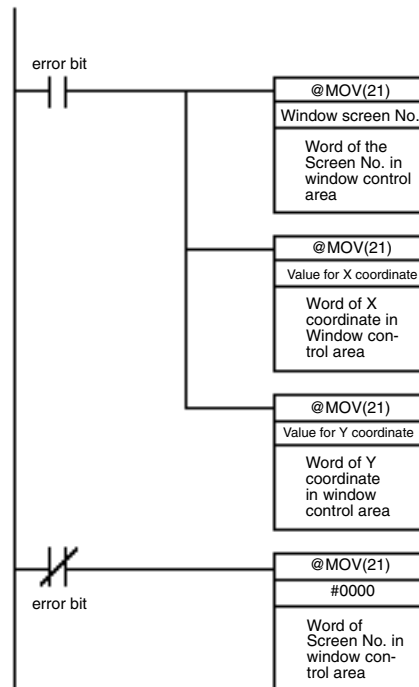 error bit
@MOV(21)
Window screen No.
Word of the
Screen No. in
window control
area
@MOV(21)
Value for X coordinate
Word of X
coordinate in
Window con-
trol area
@MOV(21)
Value for Y coordinate
Word of Y
coordinate
in window
control area
error bit
@MOV(21)
#0000
Word of
Screen No. in
window con-
trol area